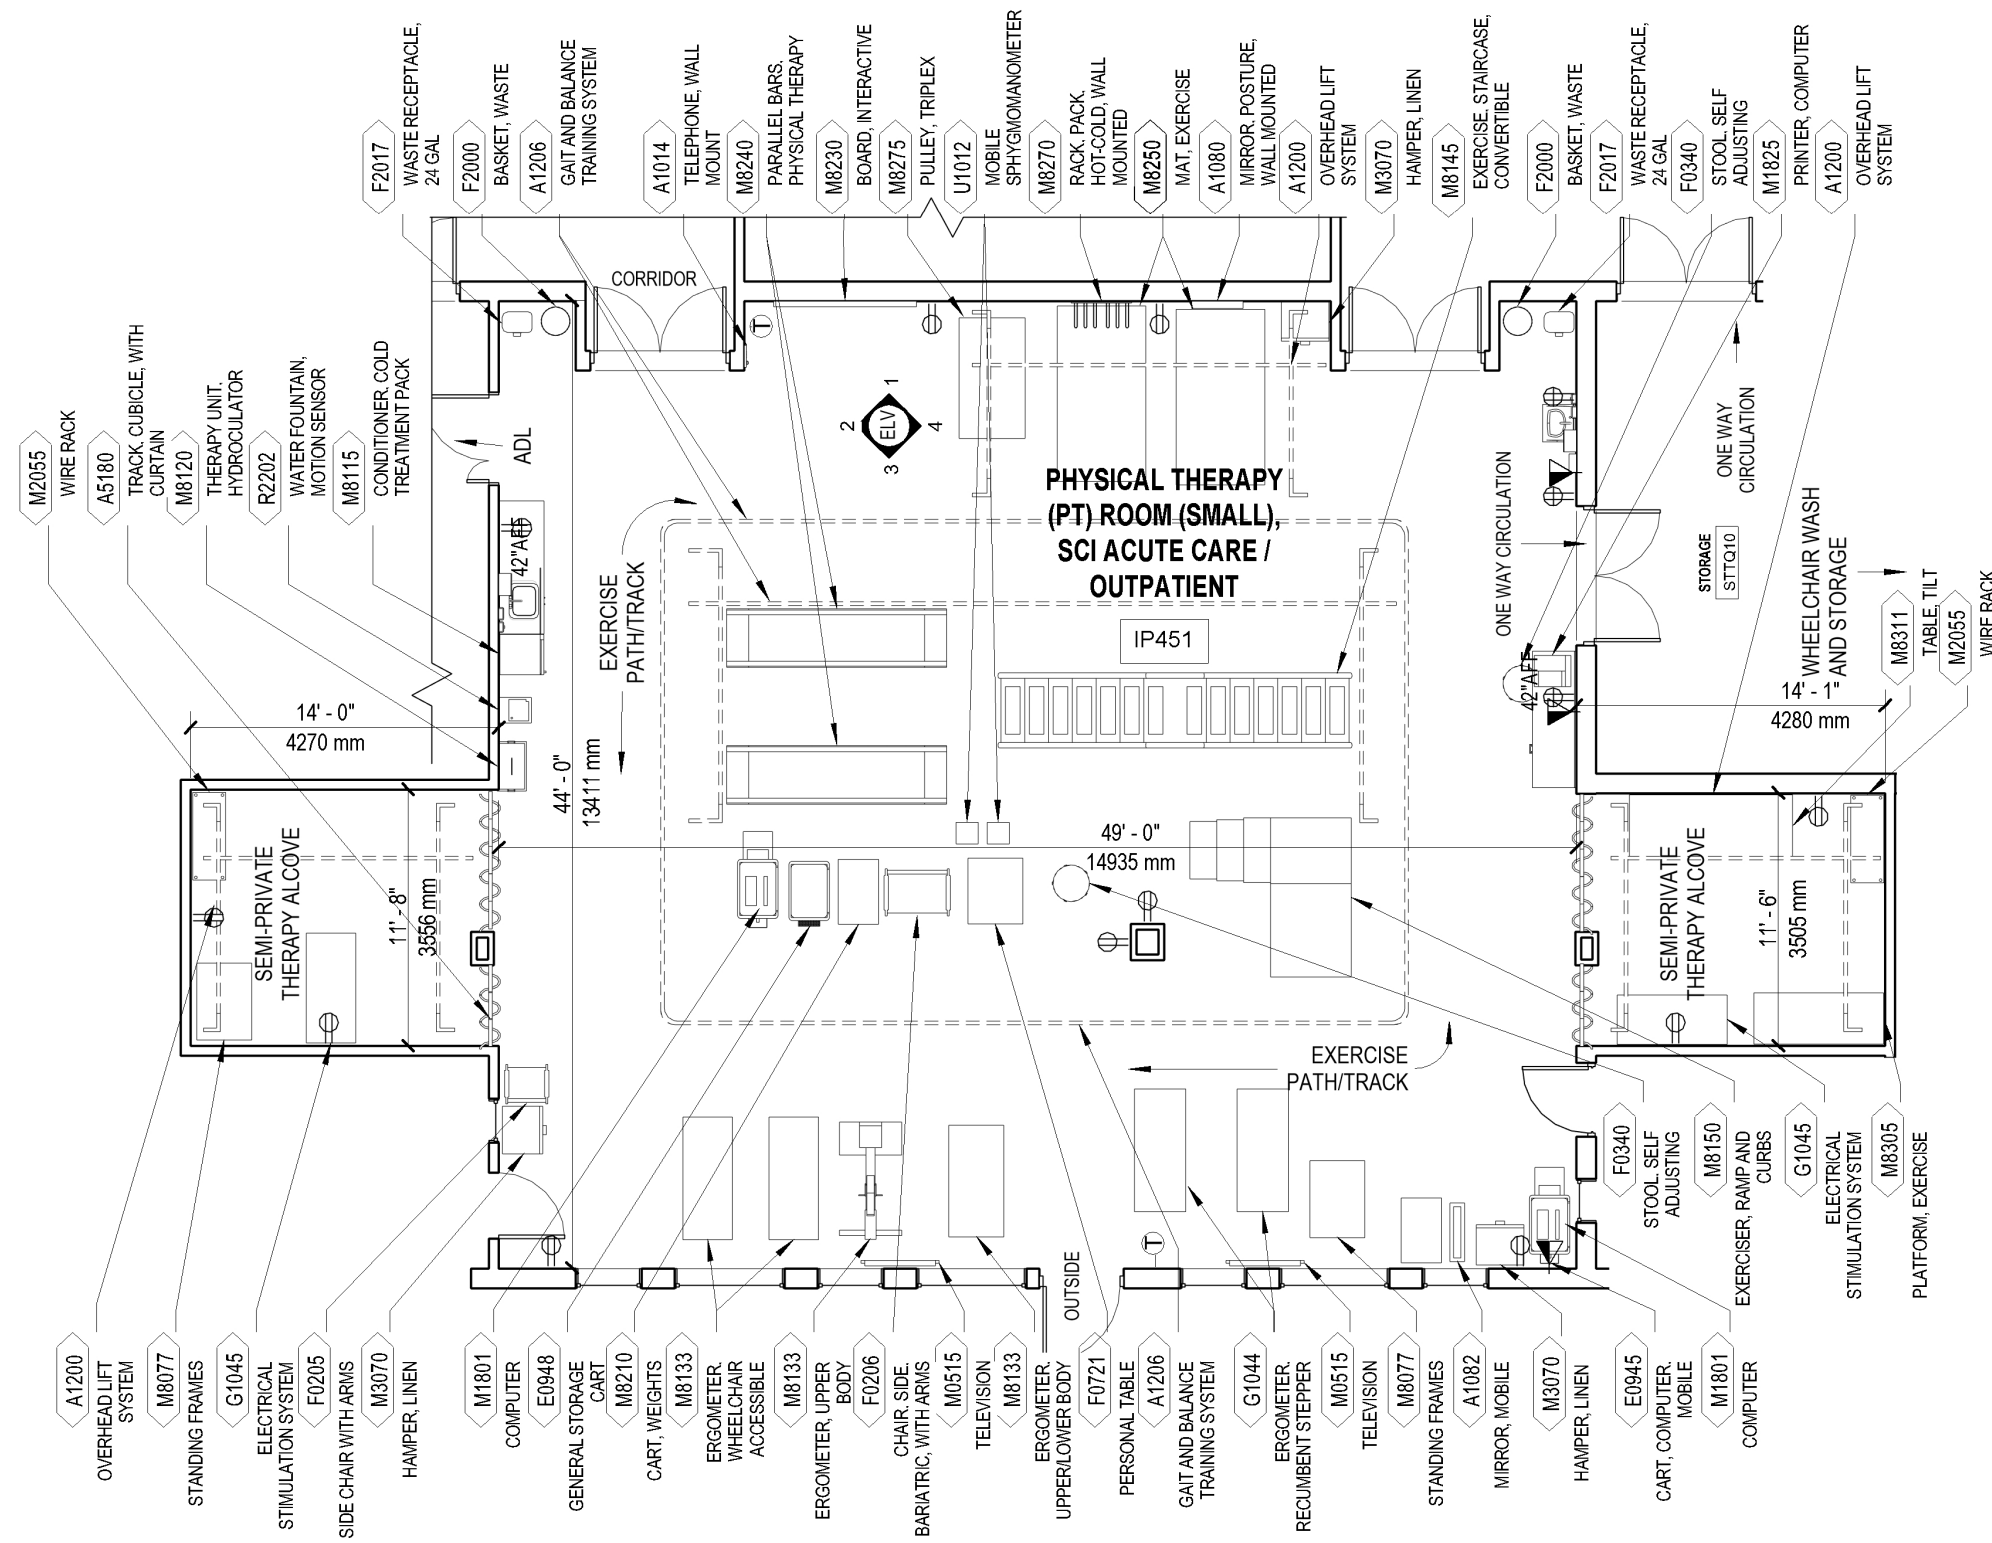 F2017
WASTE RECEPTACLE,
24 GAL
F2000
BASKET, WASTE
A1206
GAIT AND BALANCE
TRAINING SYSTEM
A1014
TELEPHONE, WALL
MOUNT
M8240
PARALLEL BARS.
PHYSICAL THERAPY
M8230
BOARD, INTERACTIVE
M8275
PULLEY, TRIPLEX
U1012
MOBILE
SPHYGMOMANOMETER
M8270
RACK. PACK.
HOT-COLD, WALL
MOUNTED
M8250
MAT, EXERCISE
A1080
MIRROR. POSTURE,
WALL MOUNTED
A1200
OVERHEAD LIFT
SYSTEM
M3070
HAMPER, LINEN
M8145
EXERCISE. STAIRCASE,
CONVERTIBLE
F2000
BASKET, WASTE
F2017
WASTE RECEPTACLE,
24 GAL
F0340
STOOL. SELF
ADJUSTING
M1825
PRINTER, COMPUTER
A1200
OVERHEAD LIFT
SYSTEM
M2055
WIRE RACK
A5180
TRACK. CUBICLE, WITH
CURTAIN
M8120
THERAPY UNIT.
HYDROCULATOR
R2202
WATER FOUNTAIN,
MOTION SENSOR
M8115
CONDITIONER. COLD
TREATMENT PACK
CORRIDOR
T
ADL
42"AFF
1
2
ELV
4
3
PHYSICAL THERAPY
(PT) ROOM (SMALL),
SCI ACUTE CARE /
OUTPATIENT
IP451
EXERCISE
PATH/TRACK
ONE WAY
CIRCULATION
ONE WAY CIRCULATION
STORAGE
STTQ10
WHEELCHAIR WASH
AND STORAGE
M8311
TABLE, TILT
M2055
WIRE RACK
42"AFF
14' - 0"
4270 mm
14' - 1"
4280 mm
44' - 0"
13411 mm
49' - 0"
14935 mm
SEMI-PRIVATE
THERAPY ALCOVE
11' - 8"
3556 mm
SEMI-PRIVATE
THERAPY ALCOVE
11' - 6"
3505 mm
EXERCISE
PATH/TRACK
T
OUTSIDE
F0340
STOOL. SELF
ADJUSTING
M8150
EXERCISER, RAMP AND
CURBS
G1045
ELECTRICAL
STIMULATION SYSTEM
M8305
PLATFORM, EXERCISE
A1200
OVERHEAD LIFT
SYSTEM
M8077
STANDING FRAMES
G1045
ELECTRICAL
STIMULATION SYSTEM
F0205
SIDE CHAIR WITH ARMS
M3070
HAMPER, LINEN
M1801
COMPUTER
E0948
GENERAL STORAGE
CART
M8210
CART, WEIGHTS
M8133
ERGOMETER.
WHEELCHAIR
ACCESSIBLE
M8133
ERGOMETER, UPPER
BODY
F0206
CHAIR. SIDE.
BARIATRIC, WITH ARMS
M0515
TELEVISION
M8133
ERGOMETER.
UPPER/LOWER BODY
F0721
PERSONAL TABLE
A1206
GAIT AND BALANCE
TRAINING SYSTEM
G1044
ERGOMETER.
RECUMBENT STEPPER
M0515
TELEVISION
M8077
STANDING FRAMES
A1082
MIRROR, MOBILE
M3070
HAMPER, LINEN
E0945
CART, COMPUTER.
MOBILE
M1801
COMPUTER